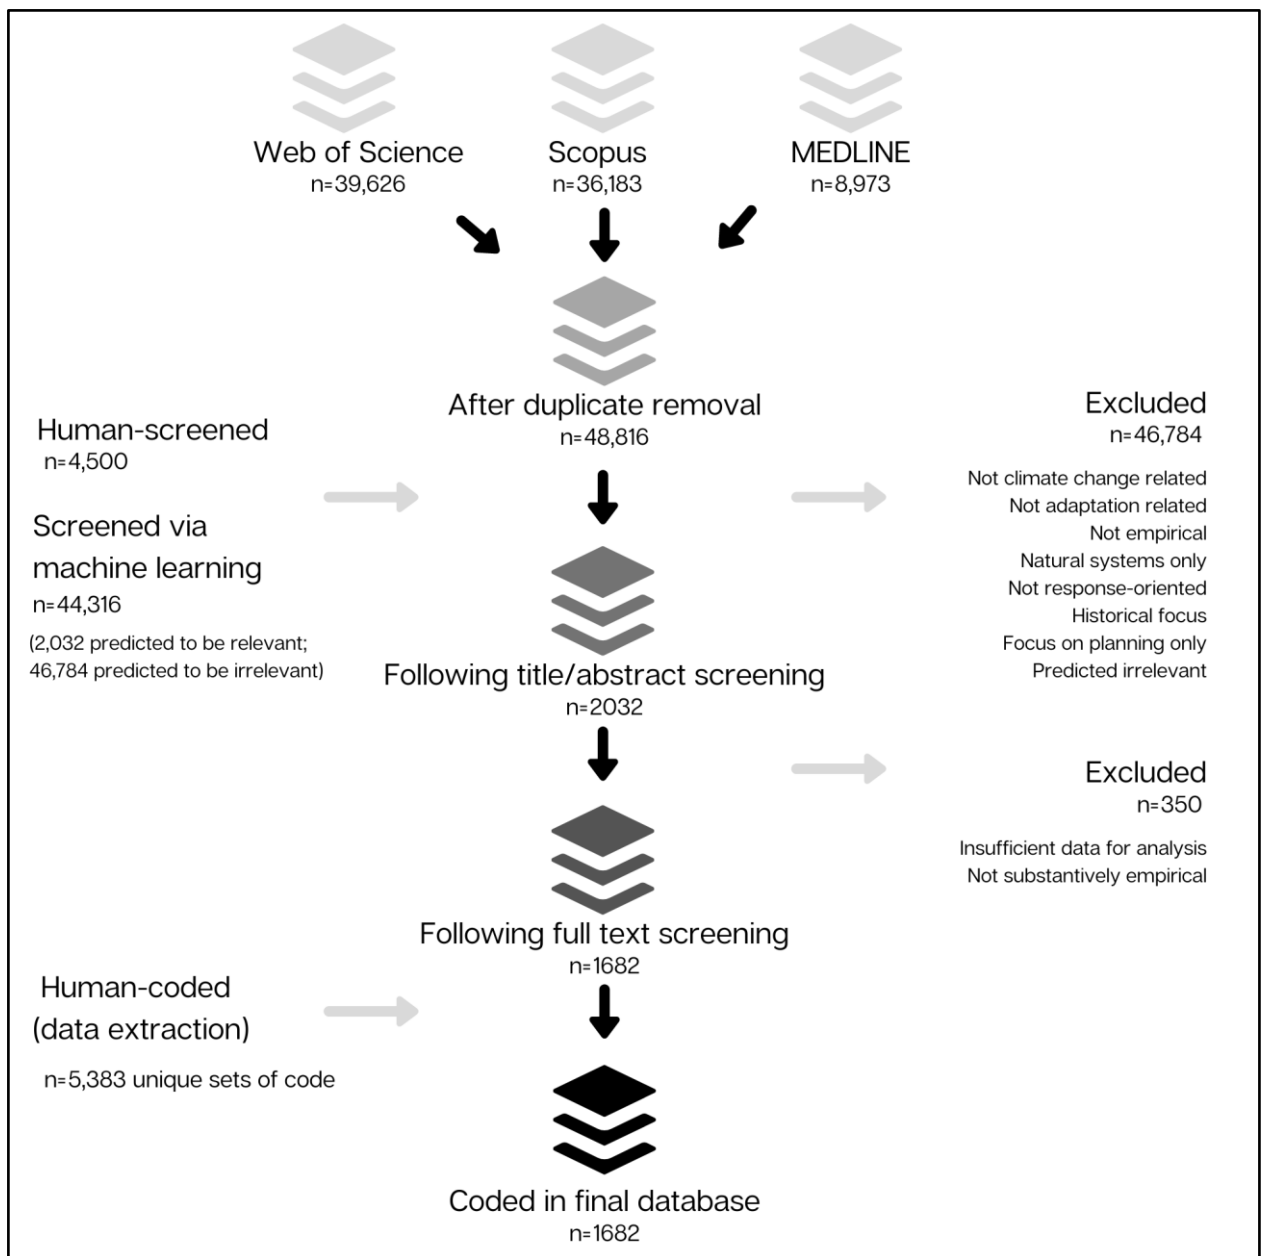 Web of Science
n=39,626
Scopus
n=36,183
MEDLINE
n=8,973
After duplicate removal
n=48,816
Human-screened
n=4,500
Screened via
machine learning
n=44,316
(2,032 predicted to be relevant;
46,784 predicted to be irrelevant)
Excluded
n=46,784
Not climate change related
Not adaptation related
Not empirical
Natural systems only
Not response-oriented
Historical focus
Focus on planning only
Predicted irrelevant
Following title/abstract screening
n=2032
Excluded
n=350
Insufficient data for analysis
Not substantively empirical
Following full text screening
n=1682
Human-coded
(data extraction)
n=5,383 unique sets of code
Coded in final database
n=1682